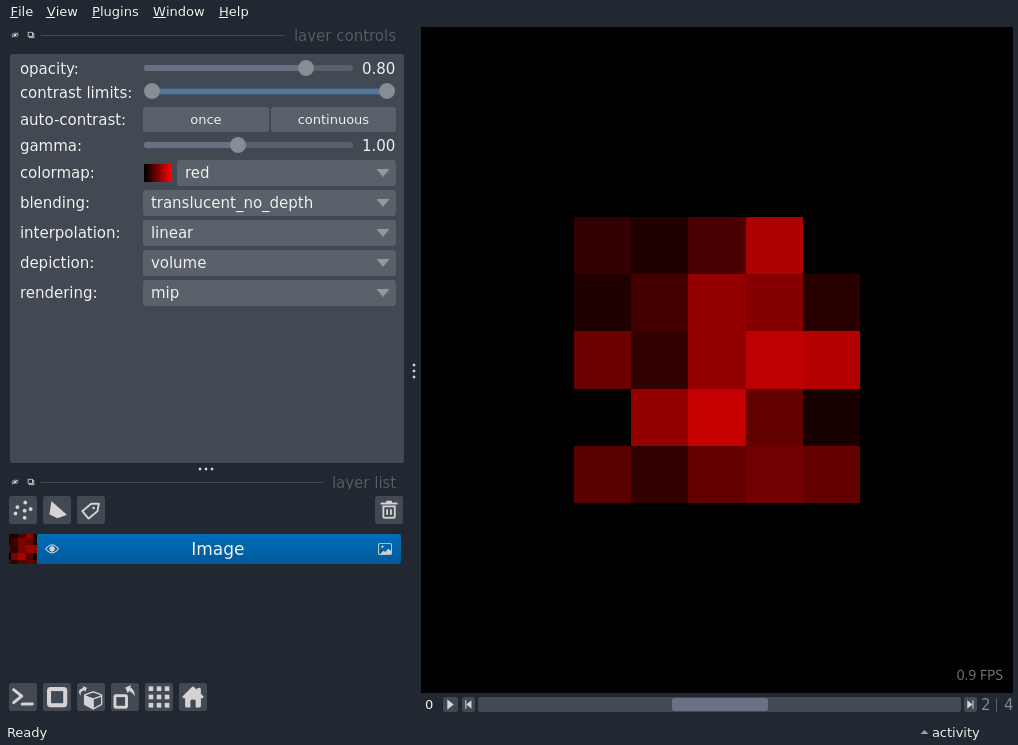 File View Plugins Window Help
layer controls
opacity: 0.80
contrast limits:
auto-contrast: once continuous
gamma: 1.00
colormap: red
blending: translucent_no_depth
interpolation: linear
depiction: volume
rendering: mip
layer list
Image
0.9 FPS
0 2 | 4
Ready activity